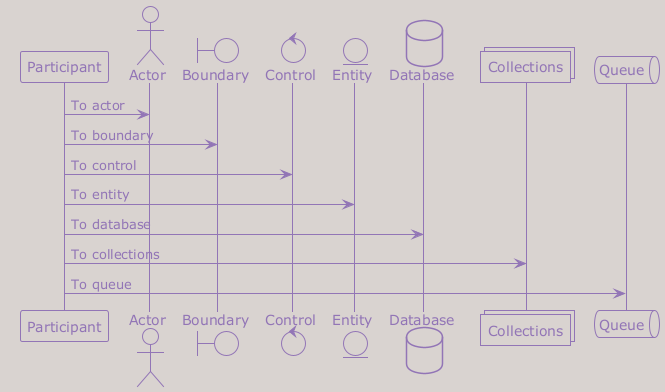 Participant
Actor
Boundary
Control
Entity
Database
Collections
Queue
To actor
To boundary
To control
To entity
To database
To collections
To queue
Participant
Actor
Boundary
Control
Entity
Database
Collections
Queue